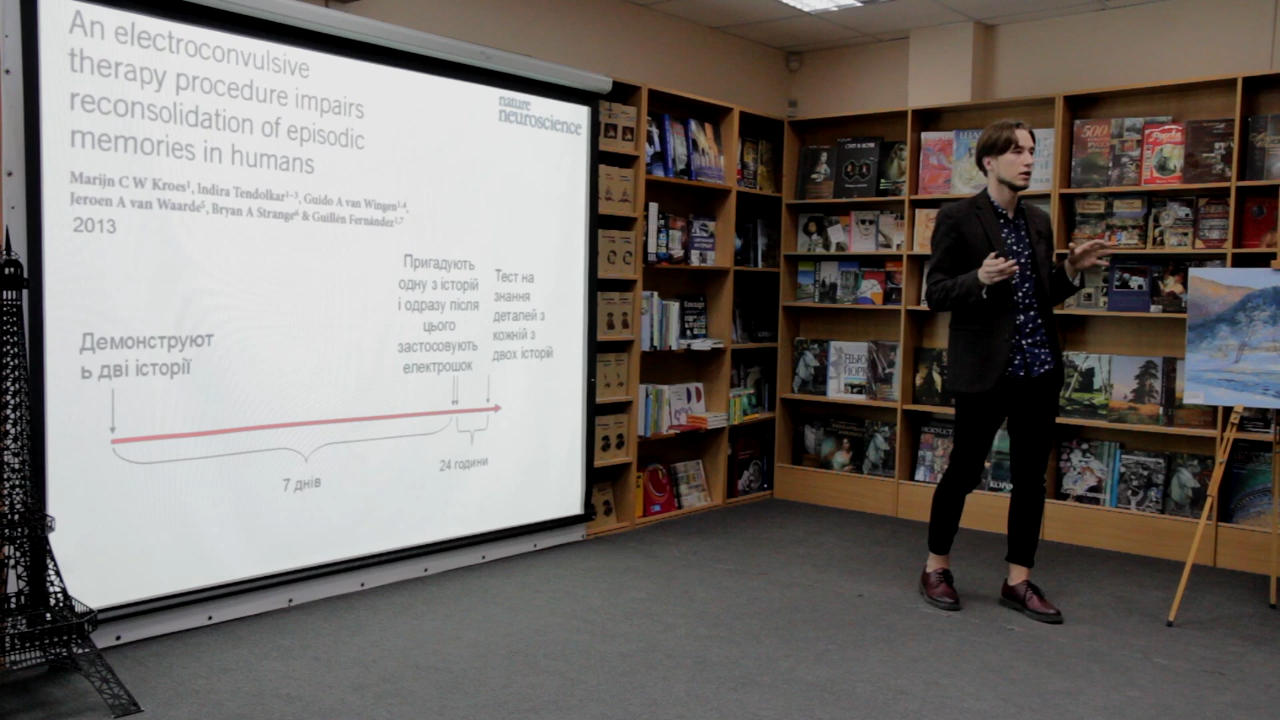 An electroconvulsive
therapy procedure impairs
reconsolidation of episodic
memories in humans
nature
neuroscience
Marijn C W Kroes¹, Indira Tendolkar¹⁻³, Guido A van Wingen¹,⁴,
Jeroen A van Waarde⁵, Bryan A Strange⁶ & Guillén Fernández¹,⁷
2013
Демонструют
ь дві історії
Пригадують
одну з історій
і одразу після
цього
застосовують
електрошок
Тест на
знання
деталей з
кожній з
двох історій
7 днів
24 години
500